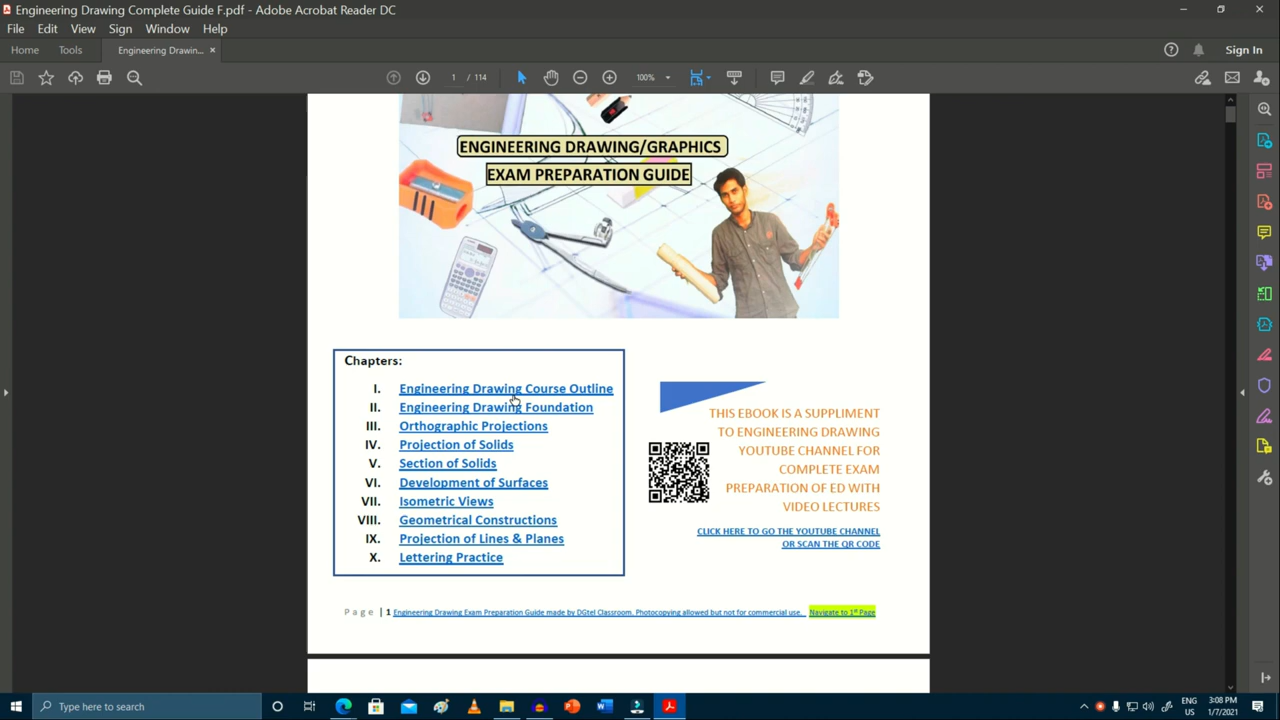 Engineering Drawing Complete Guide F.pdf - Adobe Acrobat Reader DC
File Edit View Sign Window Help
Home Tools Engineering Drawin... × Sign In
1 / 114 100%
ENGINEERING DRAWING/GRAPHICS
EXAM PREPARATION GUIDE
Chapters:
I. Engineering Drawing Course Outline
II. Engineering Drawing Foundation
III. Orthographic Projections
IV. Projection of Solids
V. Section of Solids
VI. Development of Surfaces
VII. Isometric Views
VIII. Geometrical Constructions
IX. Projection of Lines & Planes
X. Lettering Practice
THIS EBOOK IS A SUPPLIMENT
TO ENGINEERING DRAWING
YOUTUBE CHANNEL FOR
COMPLETE EXAM
PREPARATION OF ED WITH
VIDEO LECTURES
CLICK HERE TO GO THE YOUTUBE CHANNEL
OR SCAN THE QR CODE
Page | 1 Engineering Drawing Exam Preparation Guide made by DGtel Classroom. Photocopying allowed but not for commercial use. Navigate to 1st Page
Type here to search
ENG
US
3:08 PM
1/7/2021